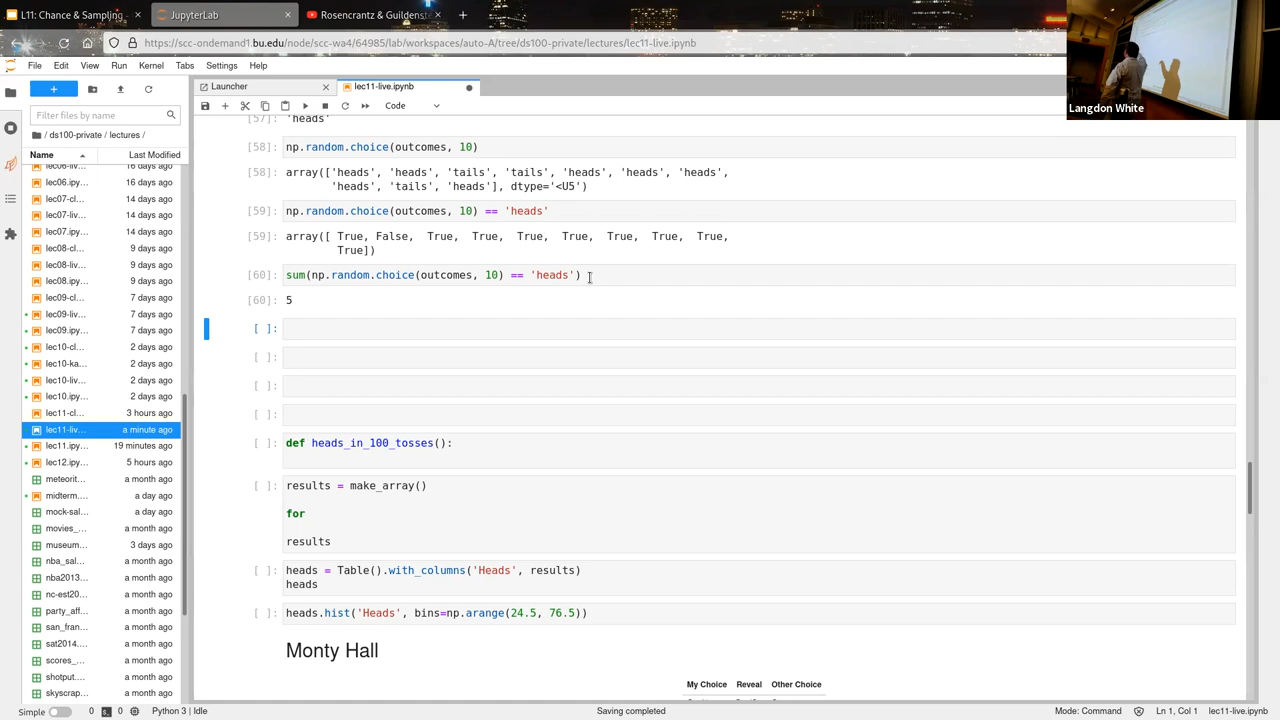 L11: Chance & Sampling -
JupyterLab
Rosencrantz & Guildenste
https://scc-ondemand1.bu.edu/node/scc-wa4/64985/lab/workspaces/auto-A/tree/ds100-private/lectures/lec11-live.ipynb
File Edit View Run Kernel Tabs Settings Help
Launcher
lec11-live.ipynb
Code
Filter files by name
/ ds100-private / lectures /
Name Last Modified
lec06-liv... 16 days ago
lec06.ipy... 16 days ago
lec07-cl... 14 days ago
lec07-liv... 14 days ago
lec07.ipy... 14 days ago
lec08-cl... 9 days ago
lec08-liv... 9 days ago
lec08.ipy... 9 days ago
lec09-cl... 7 days ago
lec09-liv... 7 days ago
lec09.ipy... 7 days ago
lec10-cl... 2 days ago
lec10-ka... 2 days ago
lec10-liv... 2 days ago
lec10.ipy... 2 days ago
lec11-cl... 3 hours ago
lec11-liv... a minute ago
lec11.ipy... 19 minutes ago
lec12.ipy... 5 hours ago
meteorit... a month ago
midterm.... a day ago
mock-sal... a day ago
movies_... a month ago
museum... 3 days ago
nba_sal... a month ago
nba2013... a month ago
nc-est20... a month ago
party_aff... a month ago
san_fran... a month ago
sat2014.... a month ago
scores_... a month ago
shotput.... a month ago
skyscrap... a month ago
[57]: 'heads'
[58]: np.random.choice(outcomes, 10)
[58]: array(['heads', 'heads', 'tails', 'tails', 'heads', 'heads', 'heads',
'heads', 'tails', 'heads'], dtype='<U5')
[59]: np.random.choice(outcomes, 10) == 'heads'
[59]: array([ True, False, True, True, True, True, True, True, True,
True])
[60]: sum(np.random.choice(outcomes, 10) == 'heads')
[60]: 5
[ ]:
[ ]:
[ ]:
[ ]:
[ ]: def heads_in_100_tosses():
[ ]: results = make_array()
for
results
[ ]: heads = Table().with_columns('Heads', results)
heads
[ ]: heads.hist('Heads', bins=np.arange(24.5, 76.5))
Monty Hall
My Choice Reveal Other Choice
Langdon White
Simple 0 0 Python 3 | Idle Saving completed Mode: Command Ln 1, Col 1 lec11-live.ipynb